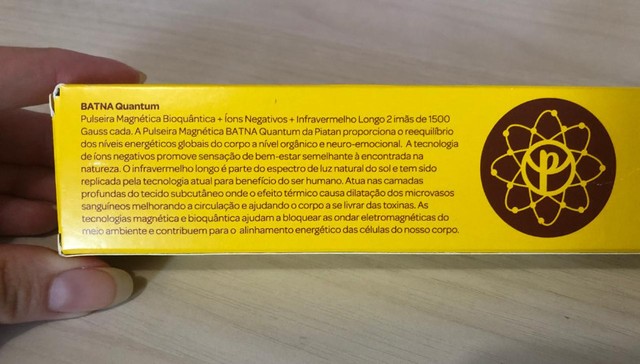 BATNA Quantum
Pulseira Magnética Bioquântica + Íons Negativos + Infravermelho Longo 2 imãs de 1500
Gauss cada. A Pulseira Magnética BATNA Quantum da Piatan proporciona o reequilíbrio
dos níveis energéticos globais do corpo a nível orgânico e neuro-emocional. A tecnologia
de íons negativos promove sensação de bem-estar semelhante à encontrada na
natureza. O infravermelho longo é parte do espectro de luz natural do sol e tem sido
replicada pela tecnologia atual para benefício do ser humano. Atua nas camadas
profundas do tecido subcutâneo onde o efeito térmico causa dilatação dos microvasos
sanguíneos melhorando a circulação e ajudando o corpo a se livrar das toxinas. As
tecnologias magnética e bioquântica ajudam a bloquear as ondar eletromagnéticas do
meio ambiente e contribuem para o alinhamento energético das células do nosso corpo.